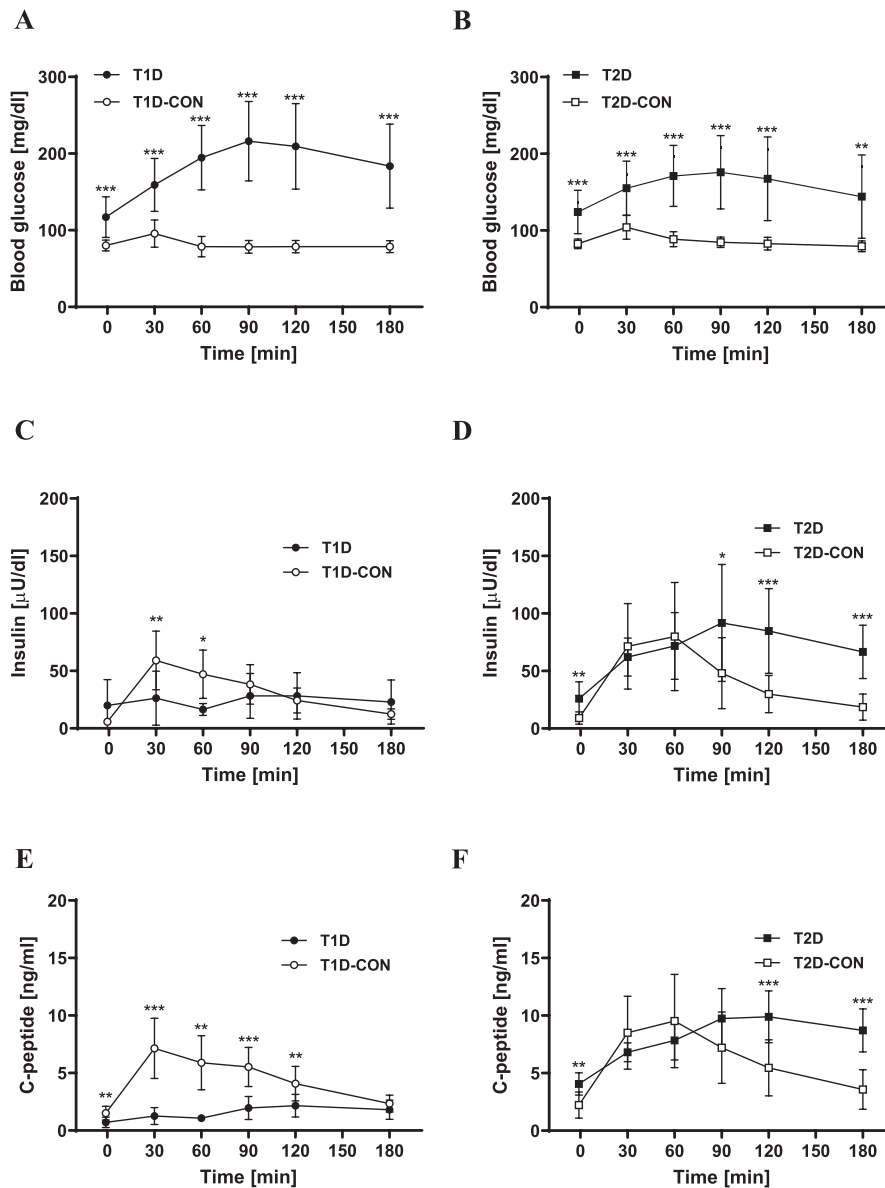 A
T1D
T1D-CON
Blood glucose [mg/dl]
300
200
100
0
*** *** *** *** *** ***
0 30 60 90 120 150 180
Time [min]
B
T2D
T2D-CON
Blood glucose [mg/dl]
300
200
100
0
*** *** *** *** *** **
0 30 60 90 120 150 180
Time [min]
C
T1D
T1D-CON
Insulin [μU/dl]
200
150
100
50
0
** *
0 30 60 90 120 150 180
Time [min]
D
T2D
T2D-CON
Insulin [μU/dl]
200
150
100
50
0
** * *** ***
0 30 60 90 120 150 180
Time [min]
E
T1D
T1D-CON
C-peptide [ng/ml]
20
15
10
5
0
** *** ** *** **
0 30 60 90 120 150 180
Time [min]
F
T2D
T2D-CON
C-peptide [ng/ml]
20
15
10
5
0
** *** ***
0 30 60 90 120 150 180
Time [min]